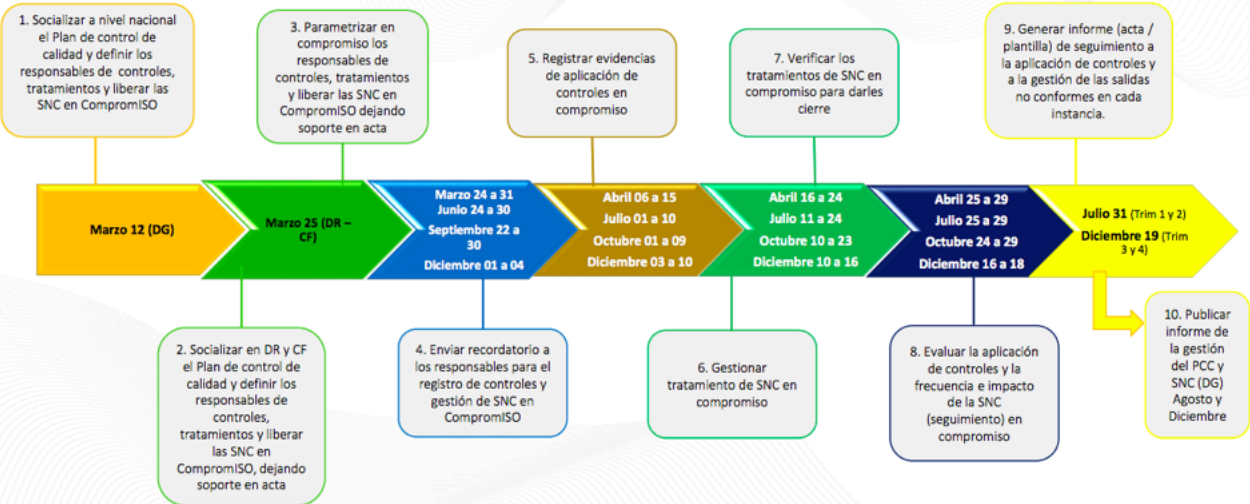 1. Socializar a nivel nacional
el Plan de control de
calidad y definir los
responsables de controles,
tratamientos y liberar las
SNC en CompromISO
3. Parametrizar en
compromiso los
responsables de
controles, tratamientos
y liberar las SNC en
CompromISO dejando
soporte en acta
5. Registrar evidencias
de aplicación de
controles en
compromiso
7. Verificar los
tratamientos de SNC en
compromiso para darles
cierre
9. Generar informe (acta /
plantilla) de seguimiento a
la aplicación de controles y
a la gestión de las salidas
no conformes en cada
instancia.
Marzo 12 (DG)
Marzo 25 (DR –
CF)
Marzo 24 a 31
Junio 24 a 30
Septiembre 22 a
30
Diciembre 01 a 04
Abril 06 a 15
Julio 01 a 10
Octubre 01 a 09
Diciembre 03 a 10
Abril 16 a 24
Julio 11 a 24
Octubre 10 a 23
Diciembre 10 a 16
Abril 25 a 29
Julio 25 a 29
Octubre 24 a 29
Diciembre 16 a 18
Julio 31 (Trim 1 y 2)
Diciembre 19 (Trim
3 y 4)
2. Socializar en DR y CF
el Plan de control de
calidad y definir los
responsables de
controles,
tratamientos y liberar
las SNC en
CompromISO, dejando
soporte en acta
4. Enviar recordatorio a
los responsables para el
registro de controles y
gestión de SNC en
CompromISO
6. Gestionar
tratamiento de SNC en
compromiso
8. Evaluar la aplicación
de controles y la
frecuencia e impacto
de la SNC
(seguimiento) en
compromiso
10. Publicar
informe de
la gestión
del PCC y
SNC (DG)
Agosto y
Diciembre